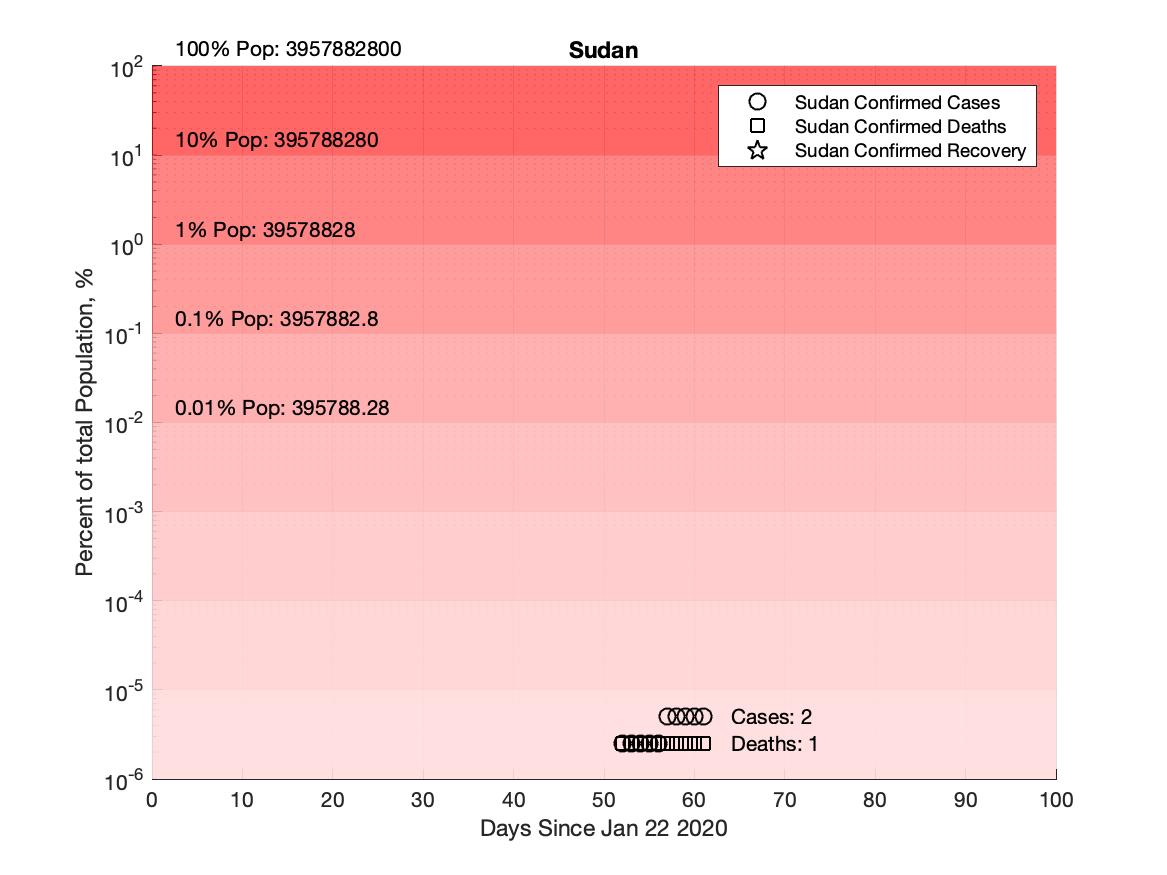 100% Pop: 3957882800
Sudan
10% Pop: 395788280
1% Pop: 39578828
0.1% Pop: 3957882.8
0.01% Pop: 395788.28
Sudan Confirmed Cases
Sudan Confirmed Deaths
Sudan Confirmed Recovery
Percent of total Population, %
10^2
10^1
10^0
10^-1
10^-2
10^-3
10^-4
10^-5
10^-6
Cases: 2
Deaths: 1
0 10 20 30 40 50 60 70 80 90 100
Days Since Jan 22 2020